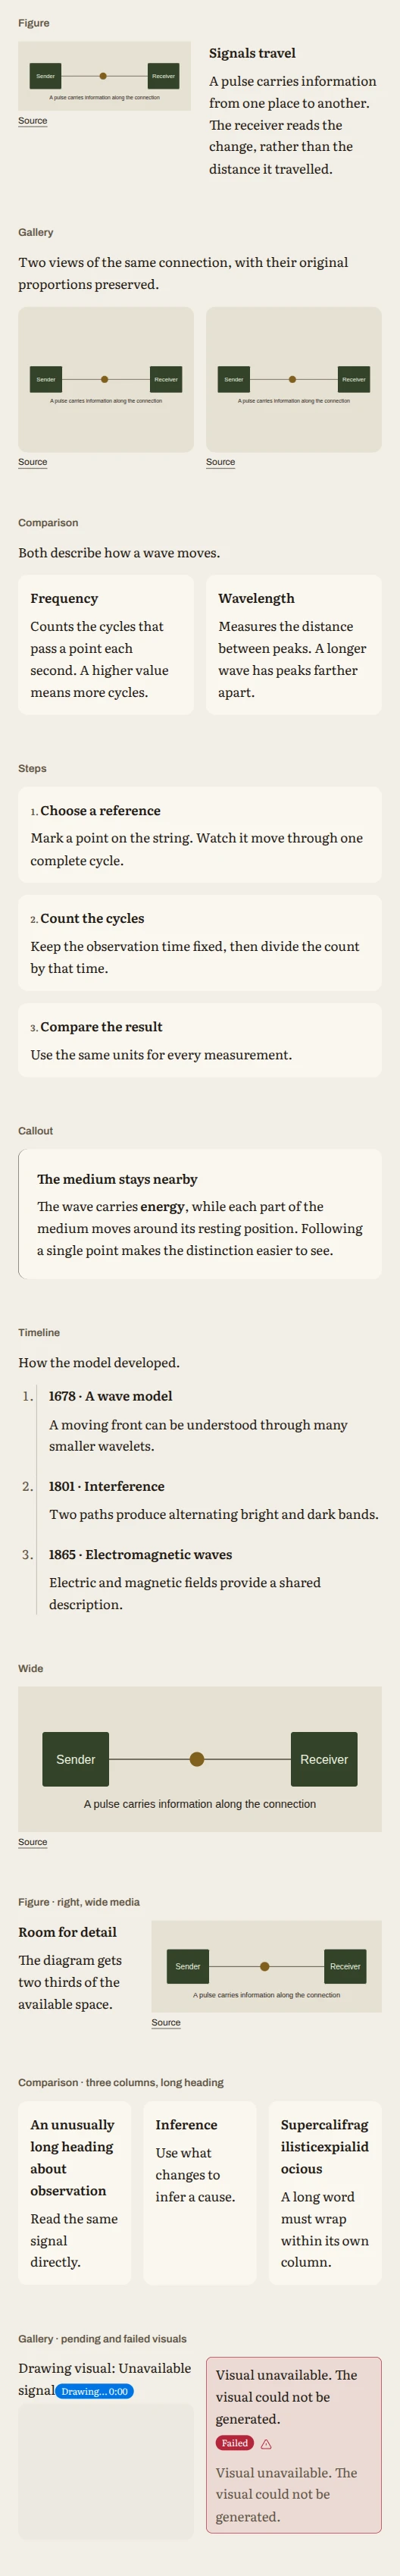 Figure
Sender
Receiver
A pulse carries information along the connection
Source
Signals travel
A pulse carries information
from one place to another.
The receiver reads the
change, rather than the
distance it travelled.
Gallery
Two views of the same connection, with their original
proportions preserved.
Sender
Receiver
A pulse carries information along the connection
Source
Sender
Receiver
A pulse carries information along the connection
Source
Comparison
Both describe how a wave moves.
Frequency
Counts the cycles that
pass a point each
second. A higher value
means more cycles.
Wavelength
Measures the distance
between peaks. A longer
wave has peaks farther
apart.
Steps
1. Choose a reference
Mark a point on the string. Watch it move through one
complete cycle.
2. Count the cycles
Keep the observation time fixed, then divide the count
by that time.
3. Compare the result
Use the same units for every measurement.
Callout
The medium stays nearby
The wave carries energy, while each part of the
medium moves around its resting position. Following
a single point makes the distinction easier to see.
Timeline
How the model developed.
1. 1678 · A wave model
A moving front can be understood through many
smaller wavelets.
2. 1801 · Interference
Two paths produce alternating bright and dark bands.
3. 1865 · Electromagnetic waves
Electric and magnetic fields provide a shared
description.
Wide
Sender
Receiver
A pulse carries information along the connection
Source
Figure · right, wide media
Room for detail
The diagram gets
two thirds of the
available space.
Sender
Receiver
A pulse carries information along the connection
Source
Comparison · three columns, long heading
An unusually
long heading
about
observation
Read the same
signal
directly.
Inference
Use what
changes to
infer a cause.
Supercalifrag
ilisticexpialid
ocious
A long word
must wrap
within its own
column.
Gallery · pending and failed visuals
Drawing visual: Unavailable
signal Drawing... 0:00
Visual unavailable. The
visual could not be
generated.
Failed
Visual unavailable. The
visual could not be
generated.